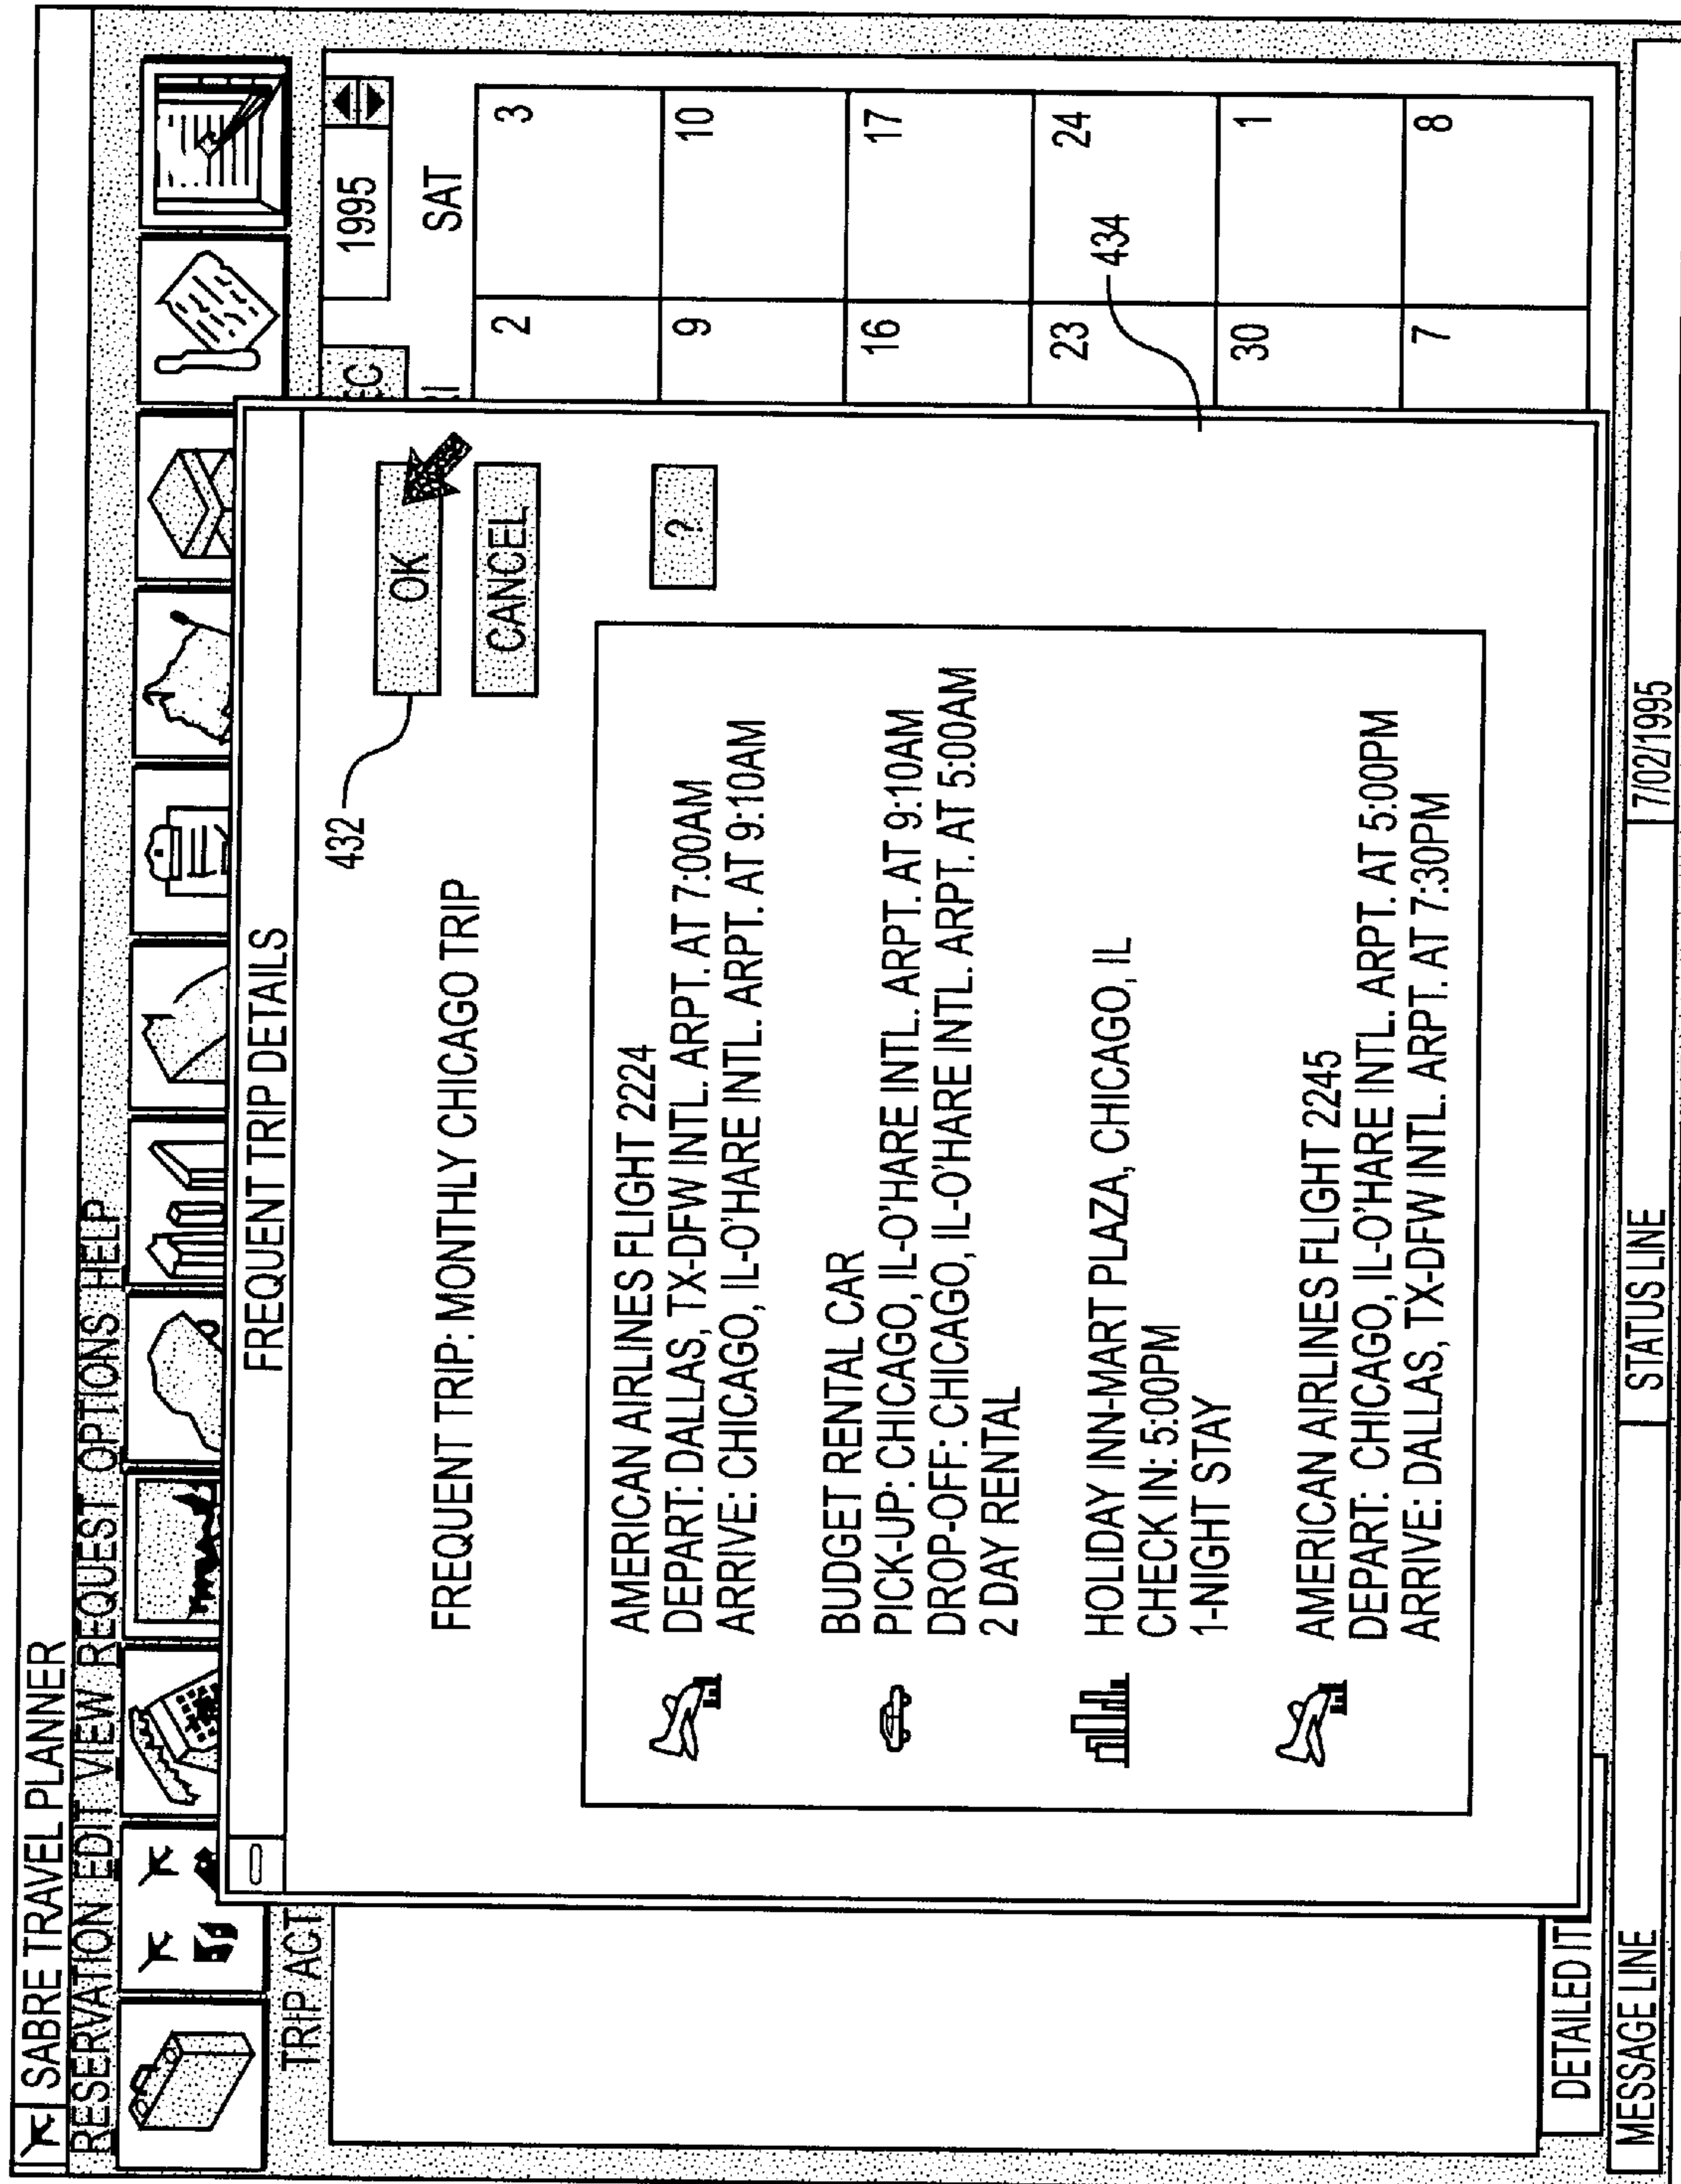 SABRE TRAVEL PLANNER
RESERVATION EDIT VIEW REQUEST OPTIONS HELP
TRIP ACT
EC
1995
RI
SAT
2
3
9
10
16
17
23
24
30
1
7
8
FREQUENT TRIP DETAILS
432
OK
CANCEL
?
FREQUENT TRIP: MONTHLY CHICAGO TRIP
AMERICAN AIRLINES FLIGHT 2224
DEPART: DALLAS, TX-DFW INTL. ARPT. AT 7:00AM
ARRIVE: CHICAGO, IL-O'HARE INTL. ARPT. AT 9:10AM
BUDGET RENTAL CAR
PICK-UP: CHICAGO, IL-O'HARE INTL. ARPT. AT 9:10AM
DROP-OFF: CHICAGO, IL-O'HARE INTL. ARPT. AT 5:00AM
2 DAY RENTAL
HOLIDAY INN-MART PLAZA, CHICAGO, IL
CHECK IN: 5:00PM
1-NIGHT STAY
AMERICAN AIRLINES FLIGHT 2245
DEPART: CHICAGO, IL-O'HARE INTL. ARPT. AT 5:00PM
ARRIVE: DALLAS, TX-DFW INTL. ARPT. AT 7:30PM
434
DETAILED IT
MESSAGE LINE
STATUS LINE
7/02/1995